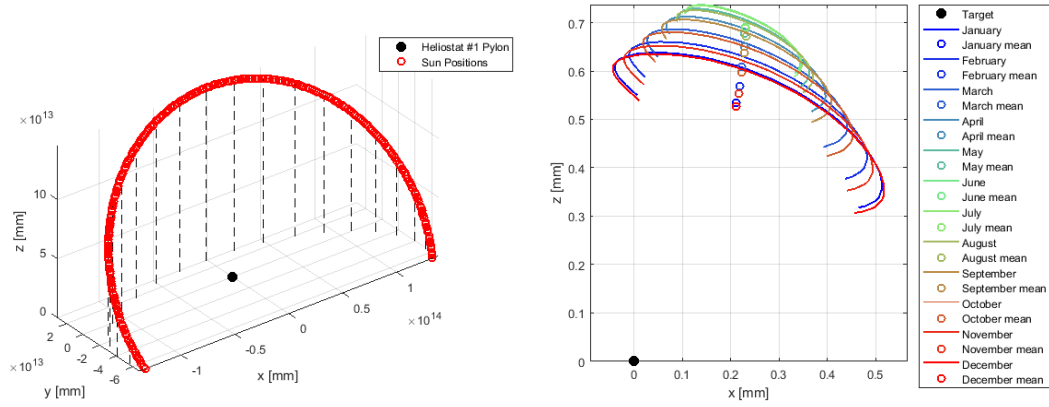 Heliostat #1 Pylon
Sun Positions
×10^13
10
5
0
z [mm]
2
0
-2
-4
-6
×10^13
y [mm]
-1
-0.5
0
0.5
1
×10^14
x [mm]
0.7
0.6
0.5
0.4
0.3
0.2
0.1
0
z [mm]
0
0.1
0.2
0.3
0.4
0.5
x [mm]
Target
January
January mean
February
February mean
March
March mean
April
April mean
May
May mean
June
June mean
July
July mean
August
August mean
September
September mean
October
October mean
November
November mean
December
December mean